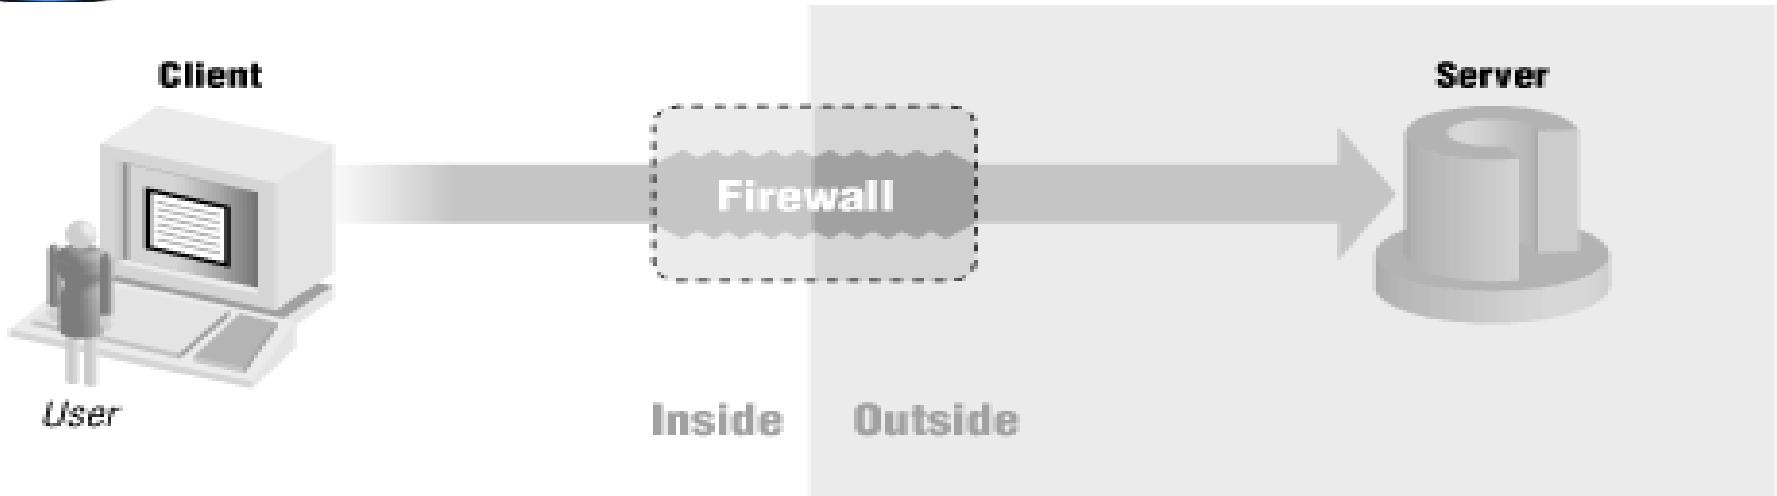 Client
Server
Firewall
User
Inside
Outside